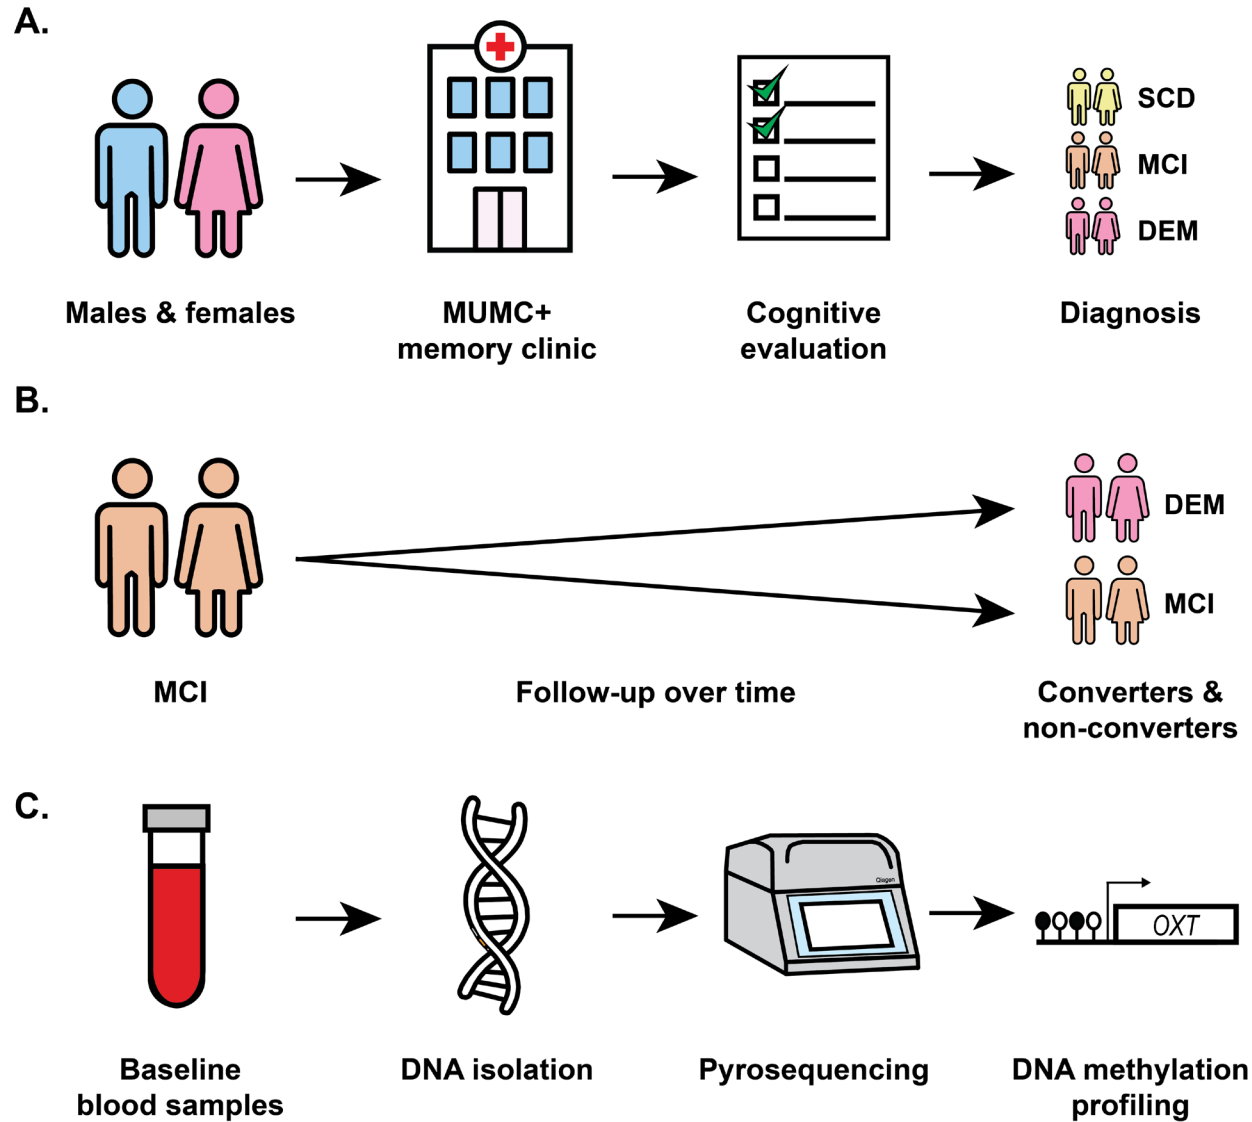 A.
SCD
MCI
DEM
Males & females
MUMC+
memory clinic
Cognitive
evaluation
Diagnosis
B.
DEM
MCI
MCI
Follow-up over time
Converters &
non-converters
C.
Qiagen
OXT
Baseline
blood samples
DNA isolation
Pyrosequencing
DNA methylation
profiling